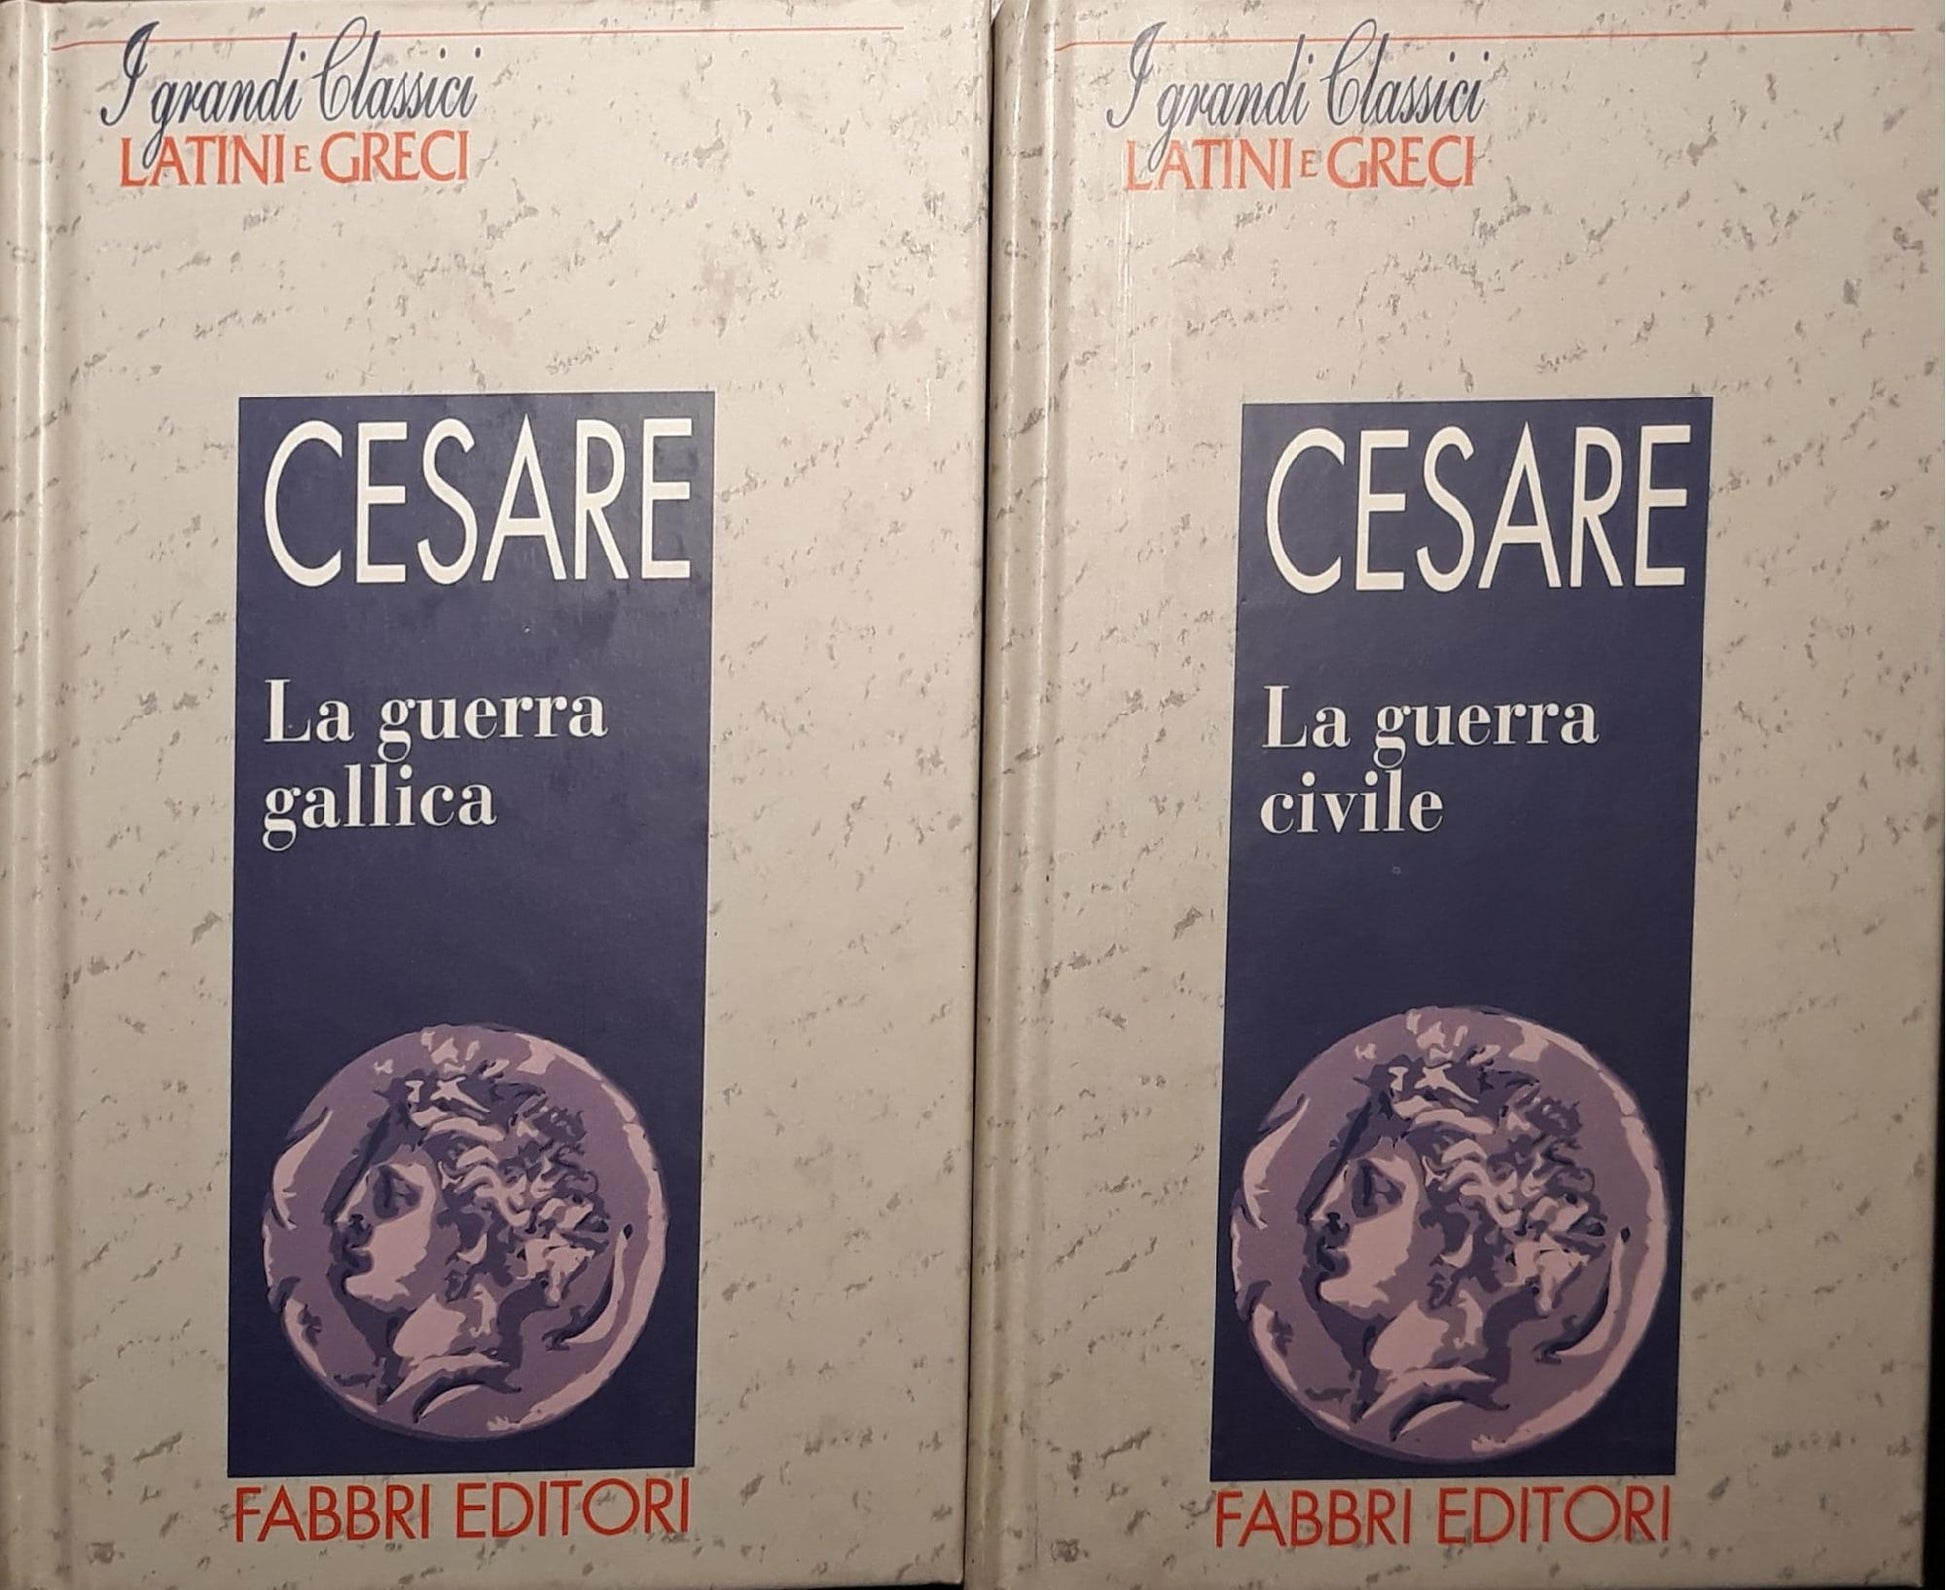 I grandi Classici
LATINI E GRECI
CESARE
La guerra
gallica
FABBRI EDITORI
I grandi Classici
LATINI E GRECI
CESARE
La guerra
civile
FABBRI EDITORI